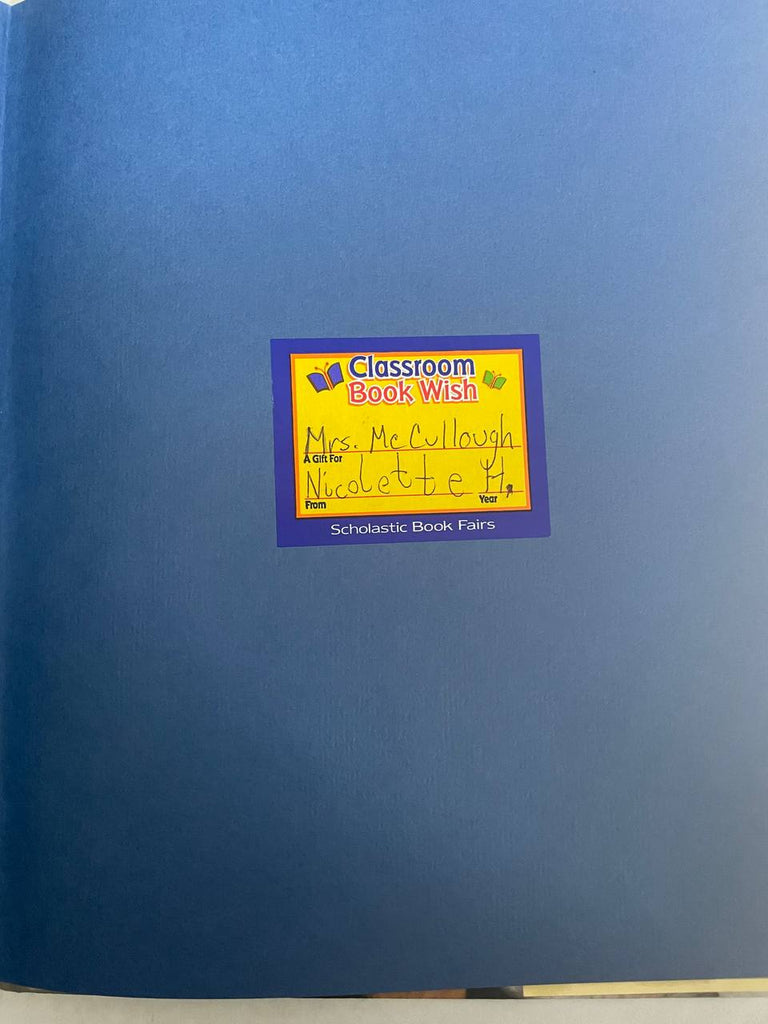 Classroom
Book Wish
Mrs. McCullough
A Gift For
Nicolette H.
From Year
Scholastic Book Fairs